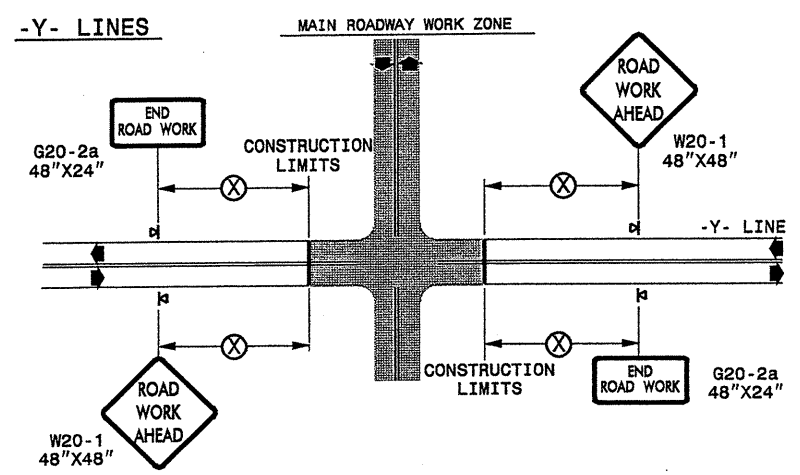 -Y- LINES
MAIN ROADWAY WORK ZONE
END
ROAD WORK
G20-2a
48"X24"
CONSTRUCTION
LIMITS
ROAD
WORK
AHEAD
W20-1
48"X48"
X
X
-Y- LINE
X
X
CONSTRUCTION
LIMITS
ROAD
WORK
AHEAD
W20-1
48"X48"
END
ROAD WORK
G20-2a
48"X24"